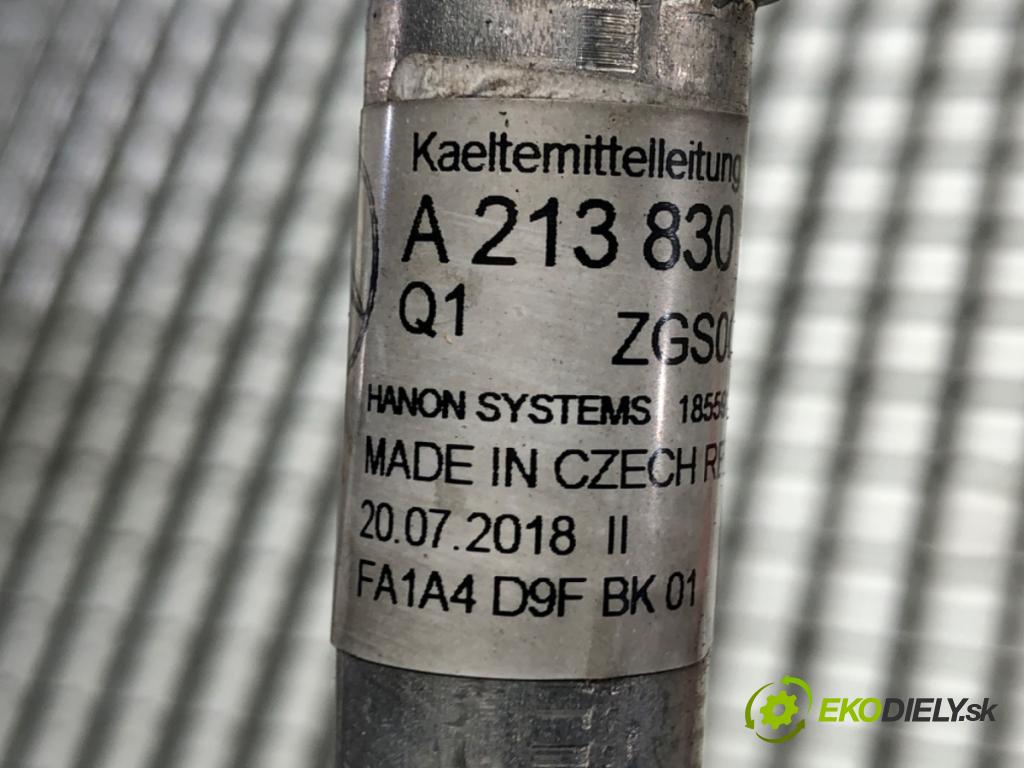 Kaeltemittelleitung
A 213 830
Q1
ZGS0
HANON SYSTEMS 1855
MADE IN CZECH RE
20.07.2018 II
FA1A4 D9F BK 01
EKODIELY.sk